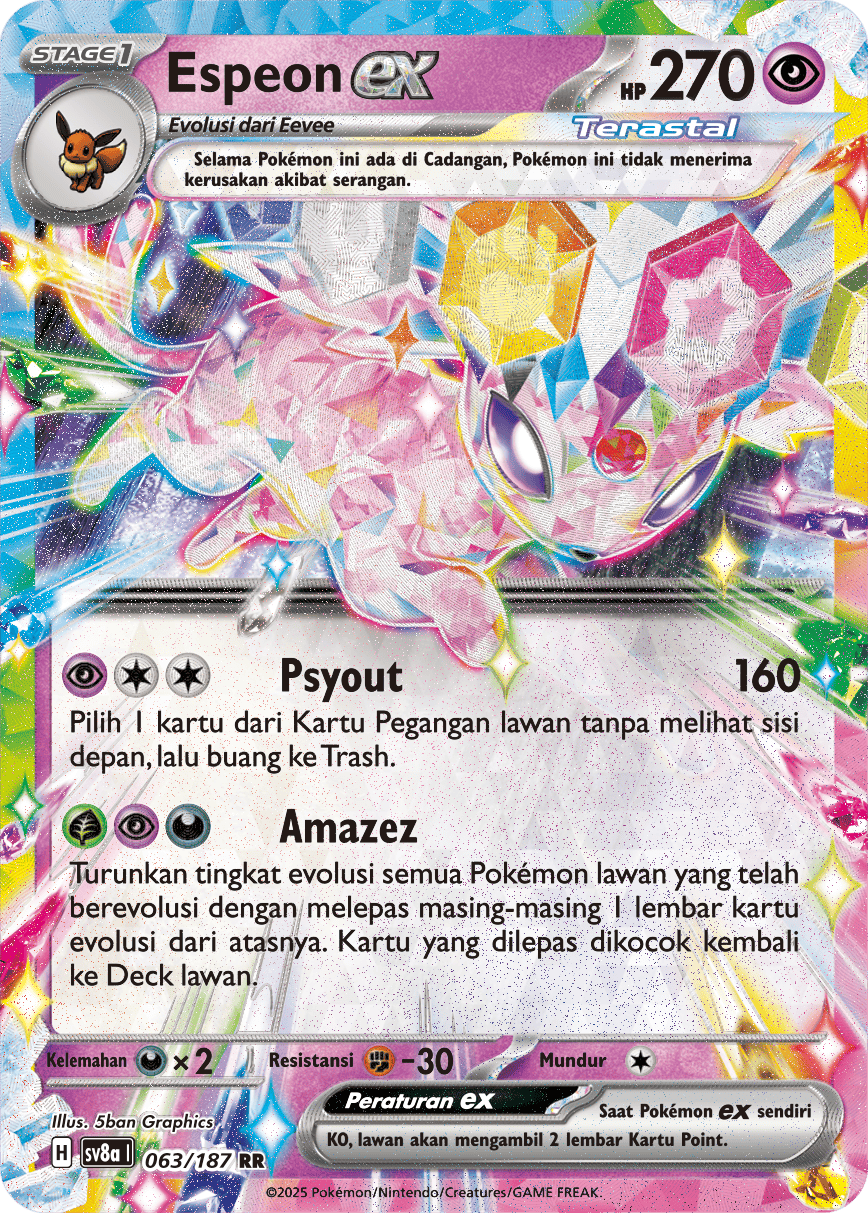 STAGE1
Espeon ex
HP 270
Evolusi dari Eevee
Terastal
Selama Pokémon ini ada di Cadangan, Pokémon ini tidak menerima
kerusakan akibat serangan.
Psyout 160
Pilih 1 kartu dari Kartu Pegangan lawan tanpa melihat sisi
depan, lalu buang ke Trash.
Amazez
Turunkan tingkat evolusi semua Pokémon lawan yang telah
berevolusi dengan melepas masing-masing 1 lembar kartu
evolusi dari atasnya. Kartu yang dilepas dikocok kembali
ke Deck lawan.
Kelemahan ×2 Resistansi -30 Mundur
Illus. 5ban Graphics
Peraturan ex Saat Pokémon ex sendiri
KO, lawan akan mengambil 2 lembar Kartu Point.
H sv8a I 063/187 RR
©2025 Pokémon/Nintendo/Creatures/GAME FREAK.